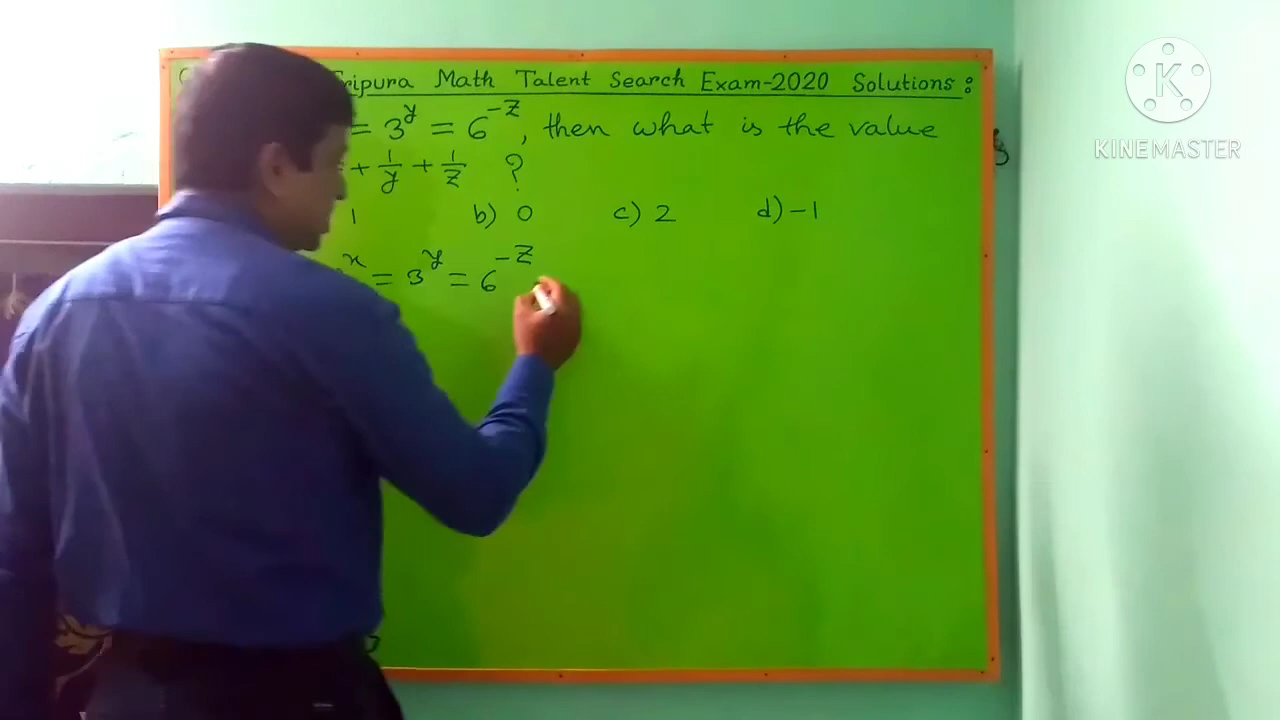 Tripura Math Talent Search Exam-2020 Solutions:
= 3^y = 6^-z, then what is the value
+ 1/y + 1/z ?
1 b) 0 c) 2 d) -1
x = 3^y = 6^-z
K
KINEMASTER